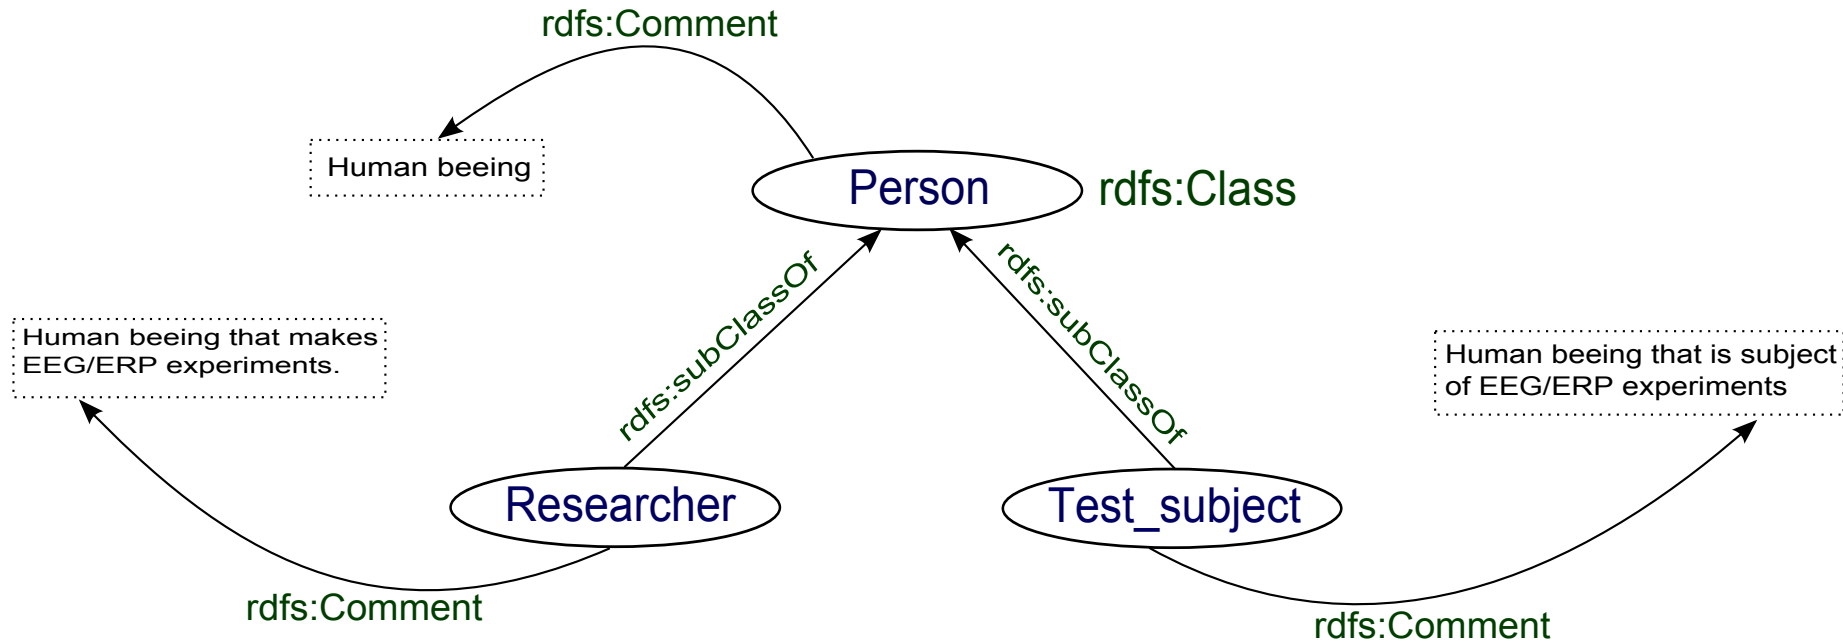 rdfs:Comment
Human beeing
Person
rdfs:Class
rdfs:subClassOf
rdfs:subClassOf
Human beeing that makes
EEG/ERP experiments.
Human beeing that is subject
of EEG/ERP experiments
Researcher
Test_subject
rdfs:Comment
rdfs:Comment